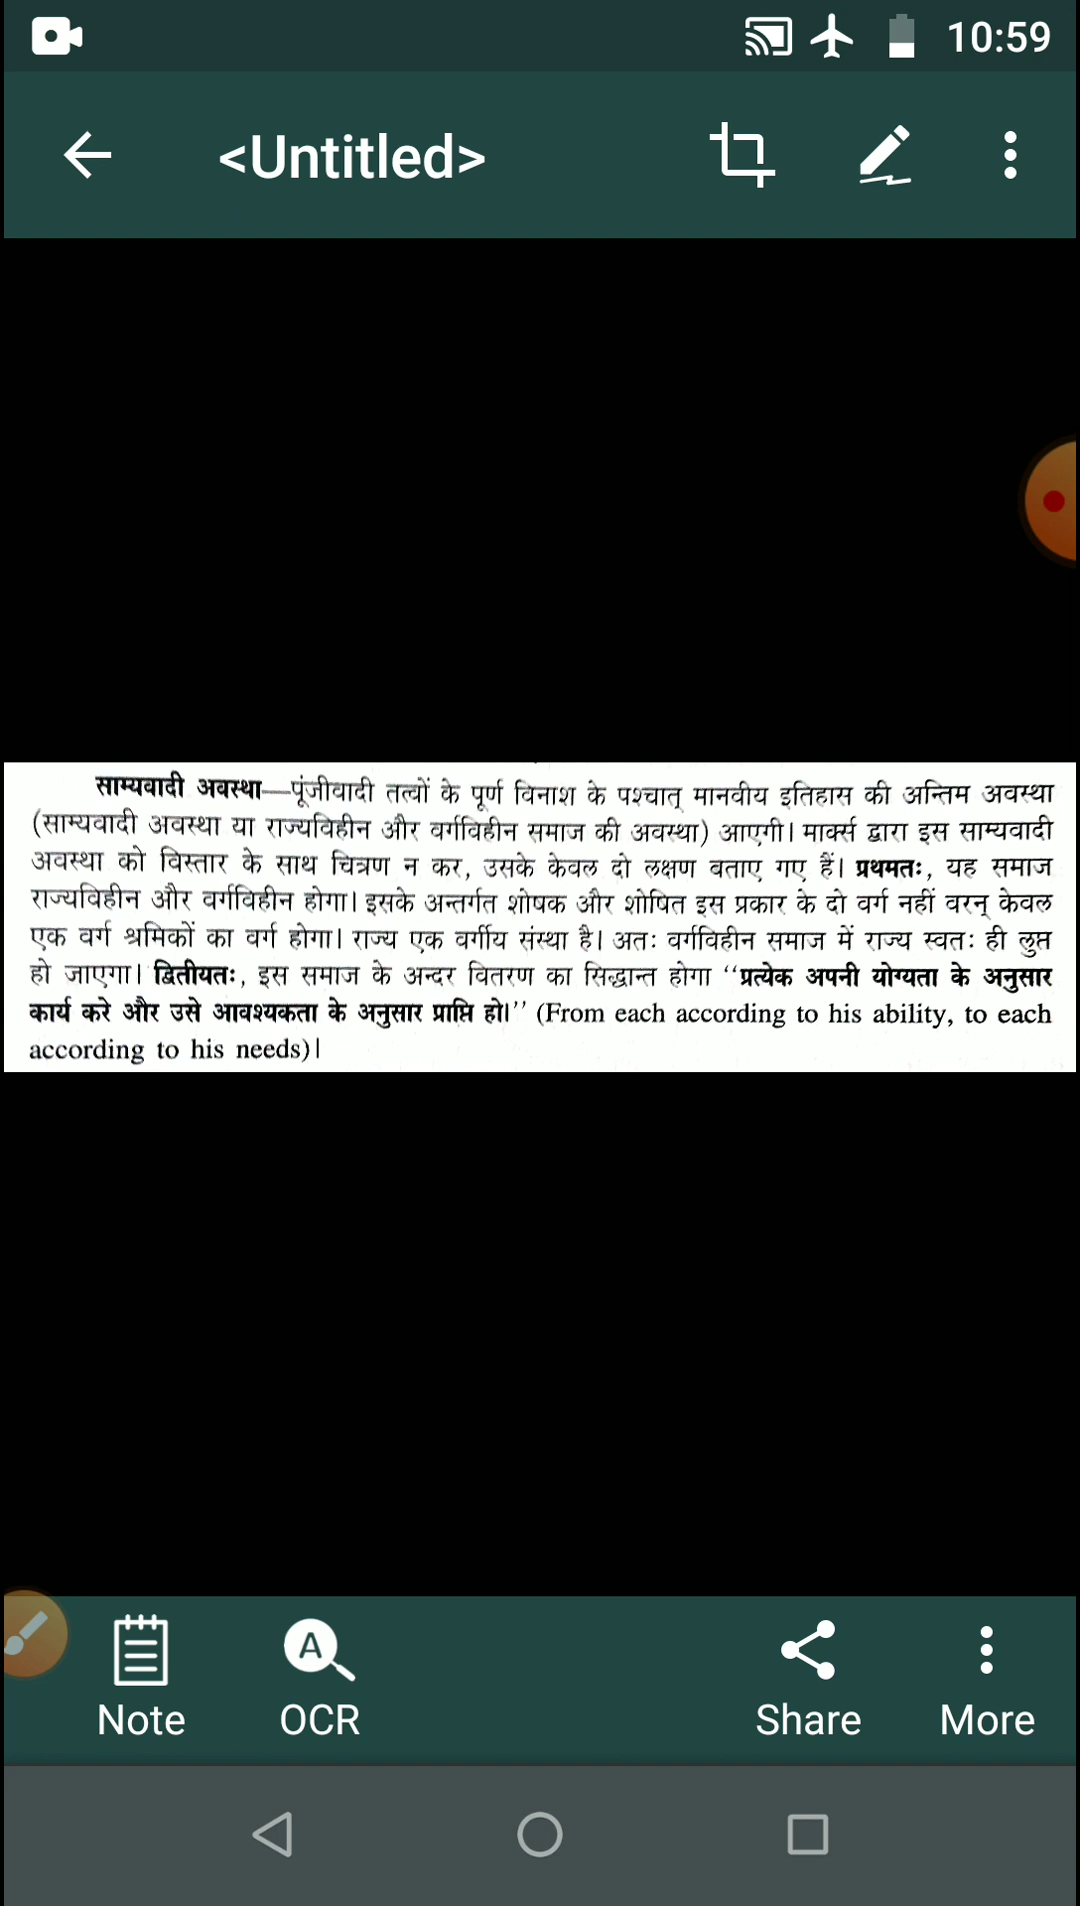 10:59
<Untitled>
साम्यवादी अवस्था—पूंजीवादी तत्वों के पूर्ण विनाश के पश्चात् मानवीय इतिहास की अन्तिम अवस्था
(साम्यवादी अवस्था या राज्यविहीन और वर्गविहीन समाज की अवस्था) आएगी। मार्क्स द्वारा इस साम्यवादी
अवस्था को विस्तार के साथ चित्रण न कर, उसके केवल दो लक्षण बताए गए हैं। प्रथमतः, यह समाज
राज्यविहीन और वर्गविहीन होगा। इसके अन्तर्गत शोषक और शोषित इस प्रकार के दो वर्ग नहीं वरन् केवल
एक वर्ग श्रमिकों का वर्ग होगा। राज्य एक वर्गीय संस्था है। अतः वर्गविहीन समाज में राज्य स्वतः ही लुप्त
हो जाएगा। द्वितीयतः, इस समाज के अन्दर वितरण का सिद्धान्त होगा ‘‘प्रत्येक अपनी योग्यता के अनुसार
कार्य करे और उसे आवश्यकता के अनुसार प्राप्ति हो।’’ (From each according to his ability, to each
according to his needs)।
A
Note OCR Share More